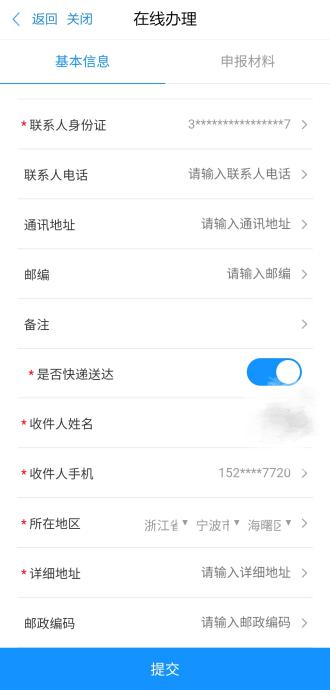 返回 关闭 在线办理
基本信息 申报材料
* 联系人身份证 3****************7
联系人电话 请输入联系人电话
通讯地址 请输入通讯地址
邮编 请输入邮编
备注
* 是否快递送达
* 收件人姓名
* 收件人手机 152****7720
* 所在地区 浙江省 宁波市 海曙区
* 详细地址 请输入详细地址
邮政编码 请输入邮政编码
提交